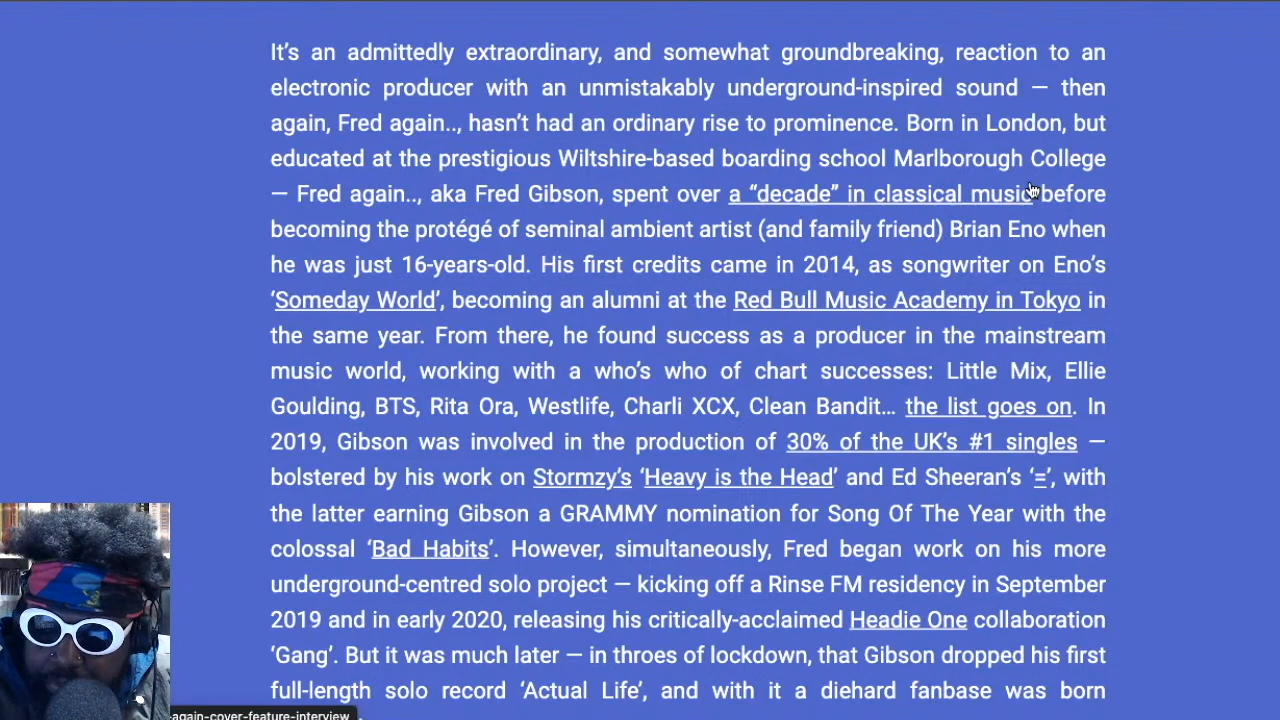 It’s an admittedly extraordinary, and somewhat groundbreaking, reaction to an
electronic producer with an unmistakably underground-inspired sound — then
again, Fred again.., hasn’t had an ordinary rise to prominence. Born in London, but
educated at the prestigious Wiltshire-based boarding school Marlborough College
— Fred again.., aka Fred Gibson, spent over a “decade” in classical music before
becoming the protégé of seminal ambient artist (and family friend) Brian Eno when
he was just 16-years-old. His first credits came in 2014, as songwriter on Eno’s
‘Someday World’, becoming an alumni at the Red Bull Music Academy in Tokyo in
the same year. From there, he found success as a producer in the mainstream
music world, working with a who’s who of chart successes: Little Mix, Ellie
Goulding, BTS, Rita Ora, Westlife, Charli XCX, Clean Bandit… the list goes on. In
2019, Gibson was involved in the production of 30% of the UK’s #1 singles —
bolstered by his work on Stormzy’s ‘Heavy is the Head’ and Ed Sheeran’s ‘=’, with
the latter earning Gibson a GRAMMY nomination for Song Of The Year with the
colossal ‘Bad Habits’. However, simultaneously, Fred began work on his more
underground-centred solo project — kicking off a Rinse FM residency in September
2019 and in early 2020, releasing his critically-acclaimed Headie One collaboration
‘Gang’. But it was much later — in throes of lockdown, that Gibson dropped his first
full-length solo record ‘Actual Life’, and with it a diehard fanbase was born
-again-cover-feature-interview